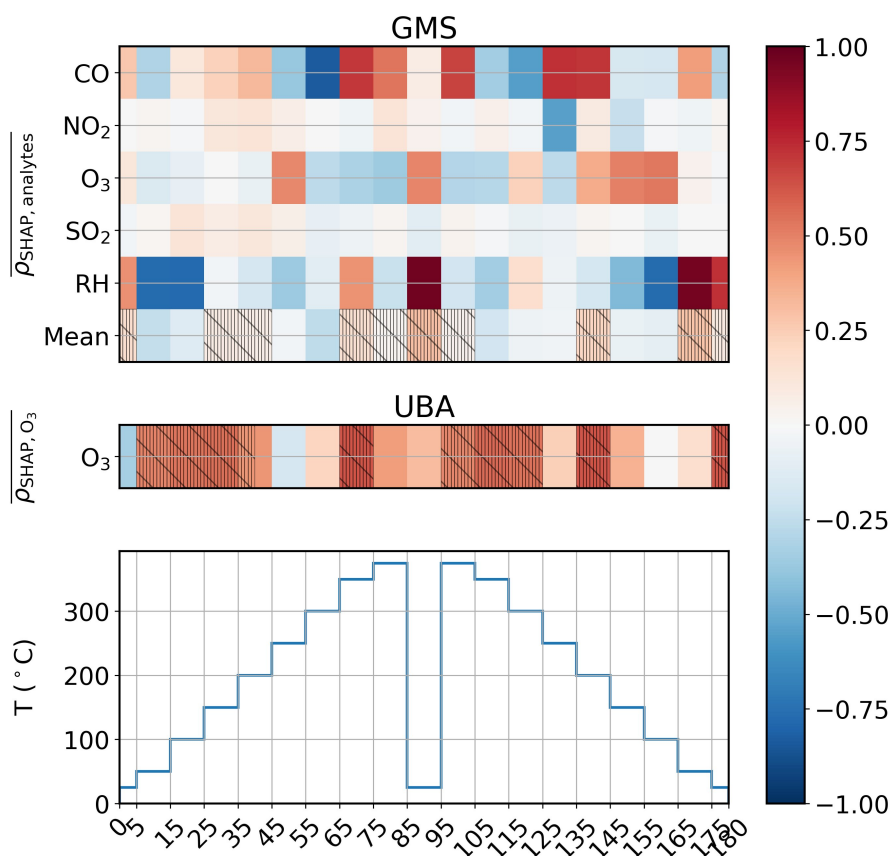 GMS
ρSHAP, analytes
CO
NO2
O3
SO2
RH
Mean
UBA
ρSHAP, O3
O3
T (°C)
300
200
100
0
0 5 15 25 35 45 55 65 75 85 95 105 115 125 135 145 155 165 175 180
1.00
0.75
0.50
0.25
0.00
−0.25
−0.50
−0.75
−1.00